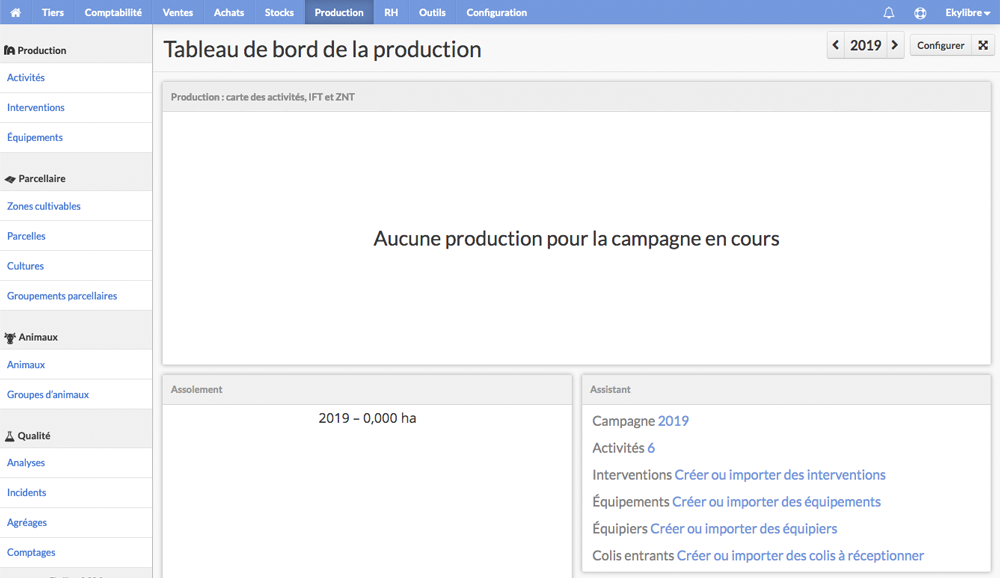 Tiers Comptabilité Ventes Achats Stocks Production RH Outils Configuration Ekylibre
Production
Activités
Interventions
Équipements
Parcellaire
Zones cultivables
Parcelles
Cultures
Groupements parcellaires
Animaux
Animaux
Groupes d'animaux
Qualité
Analyses
Incidents
Agréages
Comptages
Tableau de bord de la production
2019
Configurer
Production : carte des activités, IFT et ZNT
Aucune production pour la campagne en cours
Assolement
2019 – 0,000 ha
Assistant
Campagne 2019
Activités 6
Interventions Créer ou importer des interventions
Équipements Créer ou importer des équipements
Équipiers Créer ou importer des équipiers
Colis entrants Créer ou importer des colis à réceptionner